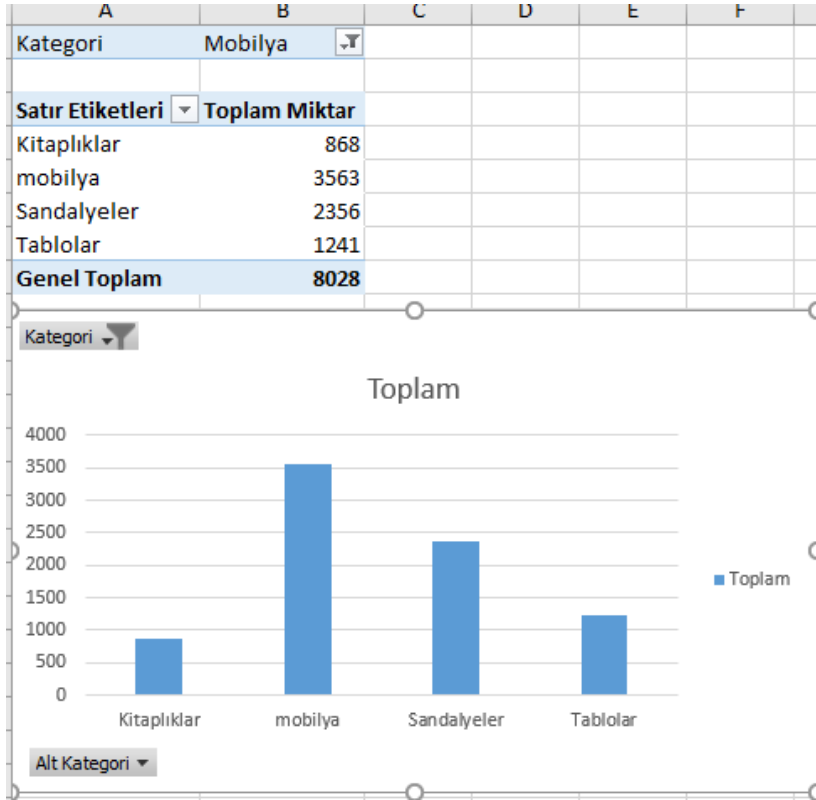 A B C D E F
Kategori Mobilya
Satır Etiketleri Toplam Miktar
Kitaplıklar 868
mobilya 3563
Sandalyeler 2356
Tablolar 1241
Genel Toplam 8028
Kategori
Toplam
4000
3500
3000
2500
2000
1500
1000
500
0
Toplam
Kitaplıklar mobilya Sandalyeler Tablolar
Alt Kategori